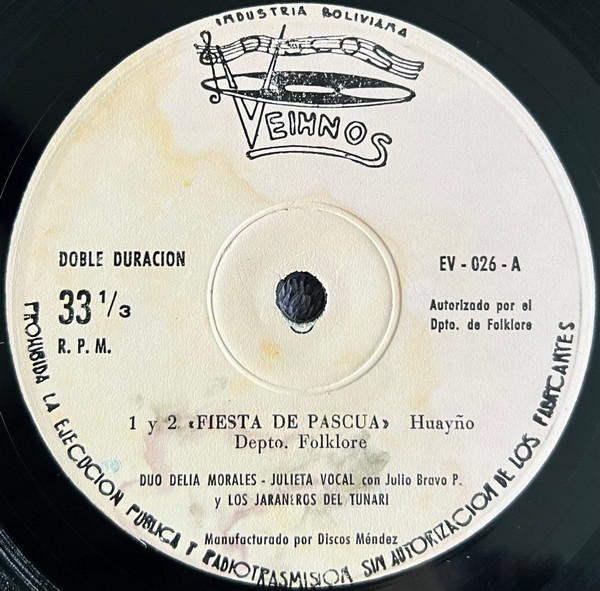 INDUSTRIA BOLIVIANA
VEIHNOS
DOBLE DURACION
33 1/3
R. P. M.
EV - 026 - A
Autorizado por el
Dpto. de Folklore
1 y 2 «FIESTA DE PASCUA» Huayño
Depto. Folklore
DUO DELIA MORALES - JULIETA VOCAL con Julio Bravo P.
y LOS JARANEROS DEL TUNARI
Manufacturado por Discos Méndez
PROHIBIDA LA EJECUCION PUBLICA Y RADIOTRASMISION SIN AUTORIZACION DE LOS FABRICANTES